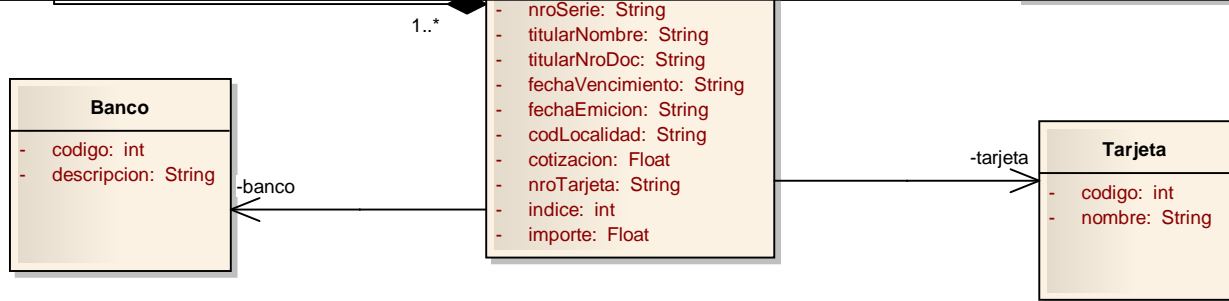 1..*
- nroSerie: String
- titularNombre: String
- titularNroDoc: String
- fechaVencimiento: String
- fechaEmicion: String
- codLocalidad: String
- cotizacion: Float
- nroTarjeta: String
- indice: int
- importe: Float
Banco
- codigo: int
- descripcion: String
-banco
-tarjeta
Tarjeta
- codigo: int
- nombre: String